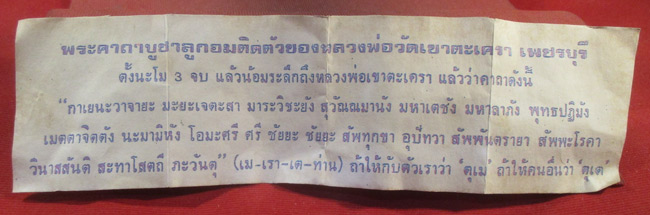 พระคาถาบูชาลูกอมติดตัวของหลวงพ่อวัดเขาตะเครา เพชรบุรี
ตั้งนะโม 3 จบ แล้วน้อมระลึกถึงหลวงพ่อเขาตะเครา แล้วว่าคาถาดังนี้
"กาเยนะวาจายะ มะยะเจตะสา มาระวิชะยัง สุวัณณมานัง มหาเตชัง มหาลาภัง พุทธปฏิมัง
เมตตาจิตตัง นะมามิหัง โอมะศรี ศรี ชัยยะ ชัยยะ สัพทุกขา อุปัทวา สัพพันตรายา สัพพะโรคา
วินาสสันติ สะทาโสตถี ภะวันตุ" (เม-เรา-เต-ท่าน) ถ้าให้กับตัวเราว่า 'ตุเม' ถ้าให้คนอื่นว่า 'ตุเต'